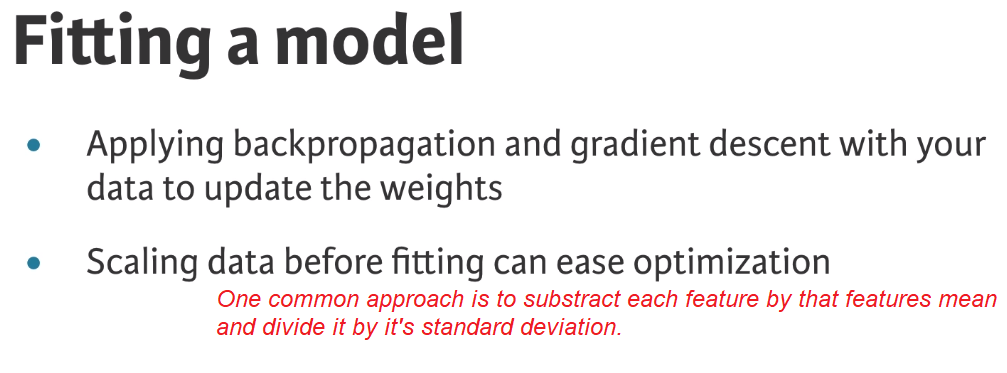 Fitting a model
• Applying backpropagation and gradient descent with your
data to update the weights
• Scaling data before fitting can ease optimization
One common approach is to substract each feature by that features mean
and divide it by it's standard deviation.